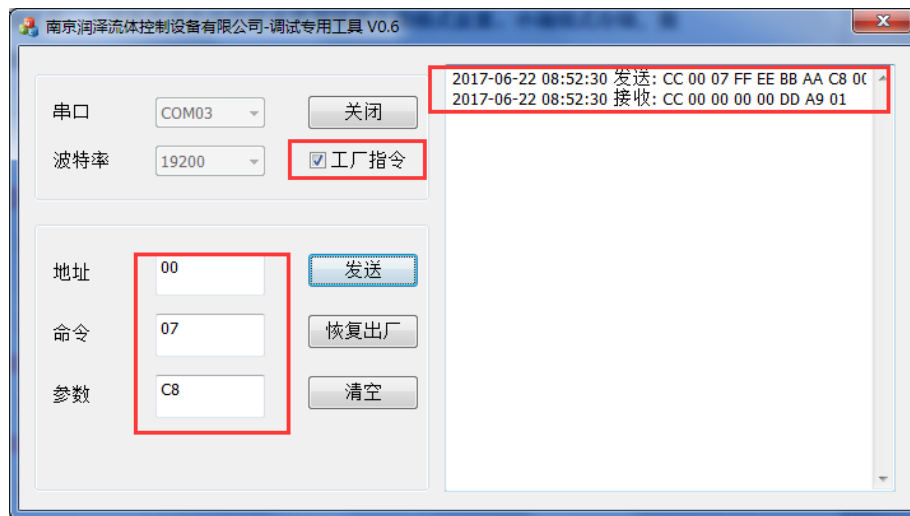 南京润泽流体控制设备有限公司-调试专用工具 V0.6
串口
COM03
关闭
波特率
19200
工厂指令
地址
00
发送
命令
07
恢复出厂
参数
C8
清空
2017-06-22 08:52:30 发送: CC 00 07 FF EE BB AA C8 00
2017-06-22 08:52:30 接收: CC 00 00 00 00 DD A9 01